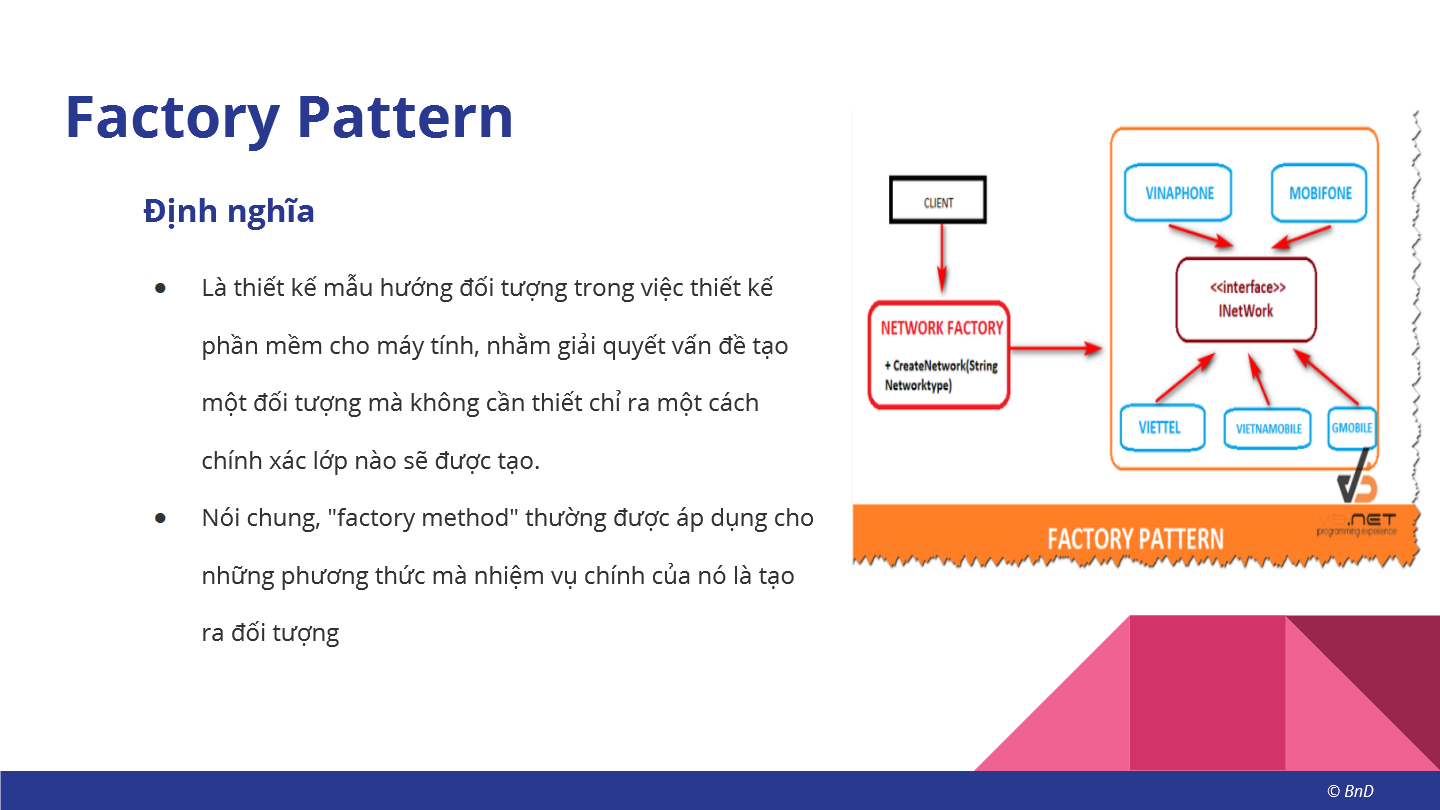 Factory Pattern
Định nghĩa
● Là thiết kế mẫu hướng đối tượng trong việc thiết kế
phần mềm cho máy tính, nhằm giải quyết vấn đề tạo
một đối tượng mà không cần thiết chỉ ra một cách
chính xác lớp nào sẽ được tạo.
● Nói chung, "factory method" thường được áp dụng cho
những phương thức mà nhiệm vụ chính của nó là tạo
ra đối tượng
CLIENT
NETWORK FACTORY
+ CreateNetwork(String
Networktype)
VINAPHONE
MOBIFONE
<<interface>>
INetWork
VIETTEL
VIETNAMOBILE
GMOBILE
.NET
programming experience
FACTORY PATTERN
© BnD